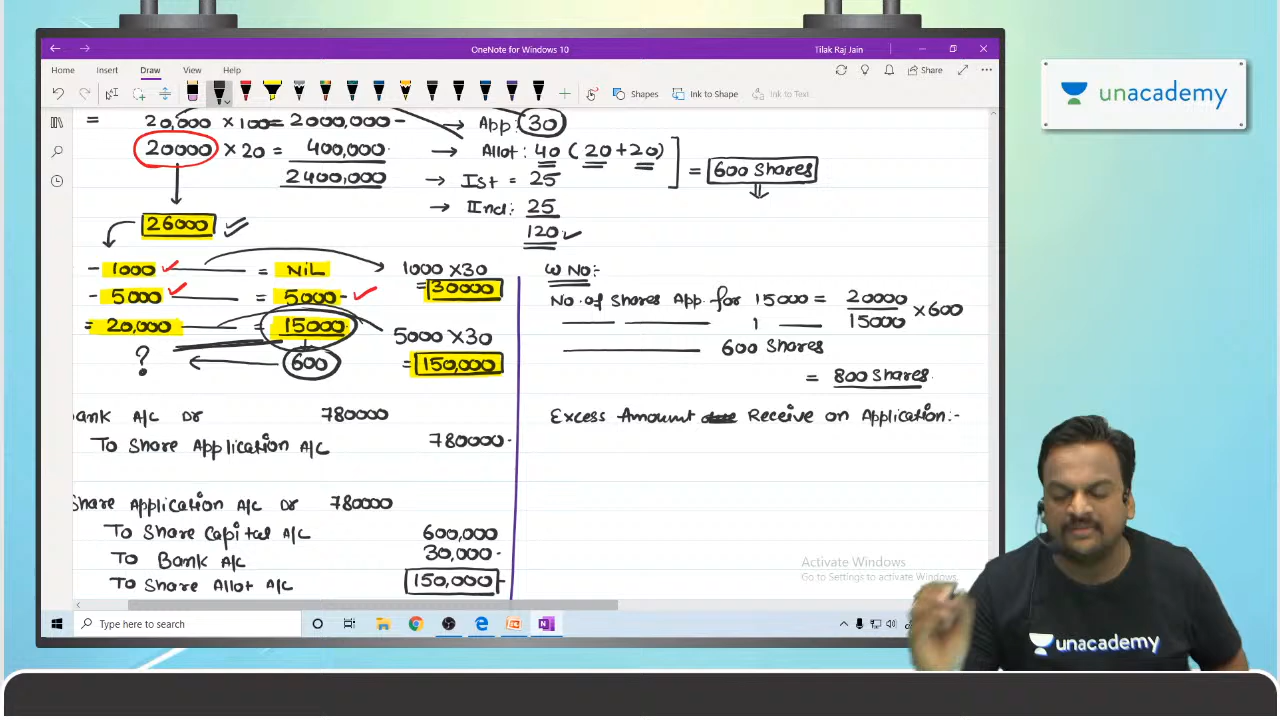 OneNote for Windows 10
Tilak Raj Jain
Home Insert Draw View Help
Share
Shapes
Ink to Shape
Ink to Text
unacademy
= 20,000 × 100 = 2000,000 -
20000 × 20 = 400,000
2400,000
26000
- 1000 = NIL
- 5000 = 5000 -
= 20,000 = 15000
? 600
→ App: 30
→ Allot: 40 (20+20)
→ Ist = 25
→ IInd: 25
120
= 600 Shares
1000 × 30
= 30000
5000 × 30
= 150,000
ank A/c Dr 780000
To Share Application A/c 780000 -
Share Application A/c Dr 780000
To Share Capital A/c 600,000
To Bank A/c 30,000 -
To Share Allot A/c 150,000
W No:-
No. of Shares App. for 15000 = 20000/15000 × 600
1
600 Shares
= 800 Shares
Excess Amount Receive on Application:-
Activate Windows
Go to Settings to activate Windows.
Type here to search
unacademy